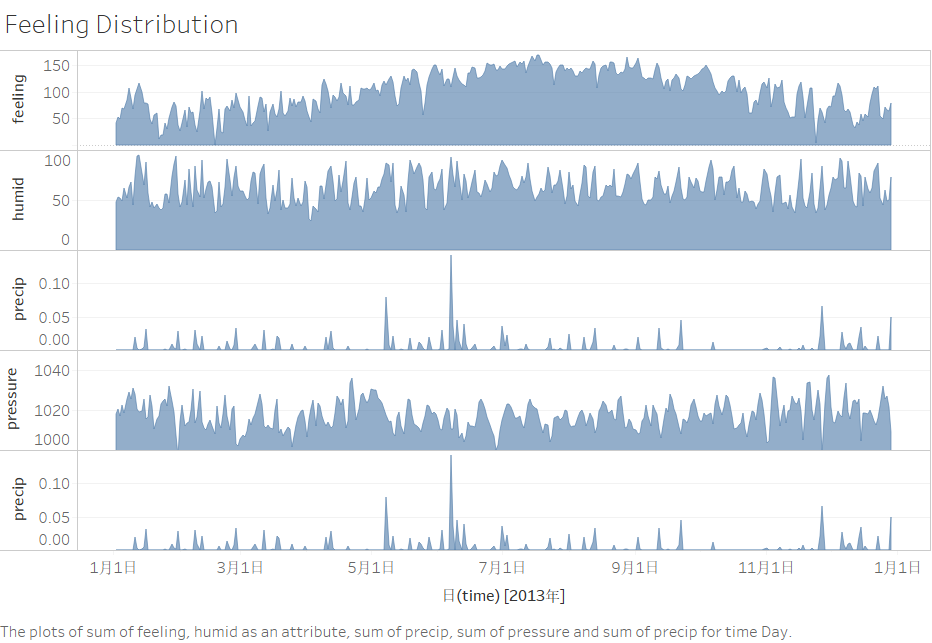 Feeling Distribution
feeling
150
100
50
humid
100
50
0
precip
0.10
0.05
0.00
pressure
1040
1020
1000
precip
0.10
0.05
0.00
1月1日 3月1日 5月1日 7月1日 9月1日 11月1日 1月1日
日(time) [2013年]
The plots of sum of feeling, humid as an attribute, sum of precip, sum of pressure and sum of precip for time Day.